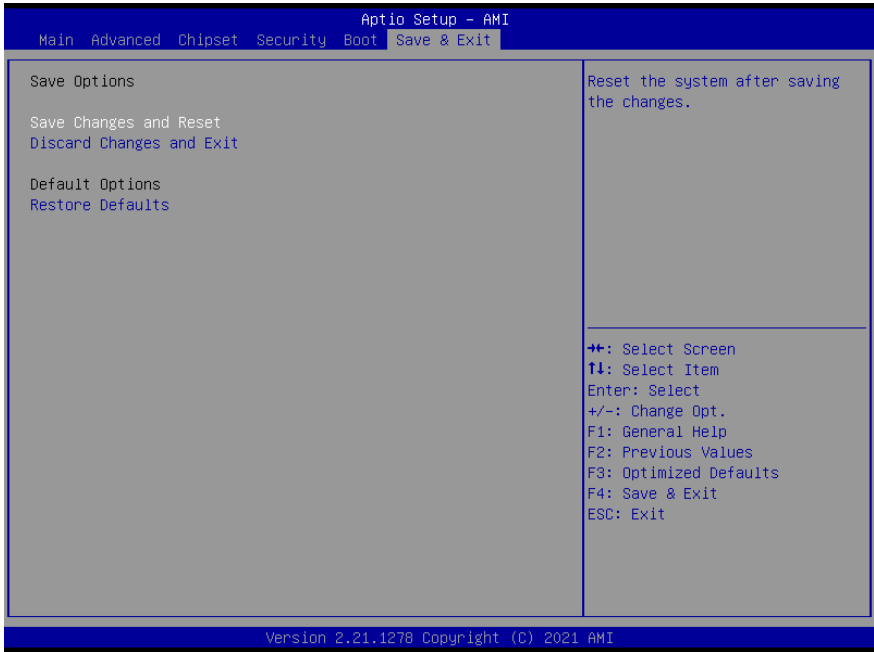 Aptio Setup – AMI
Main Advanced Chipset Security Boot Save & Exit
Save Options
Save Changes and Reset
Discard Changes and Exit
Default Options
Restore Defaults
Reset the system after saving
the changes.
→←: Select Screen
↑↓: Select Item
Enter: Select
+/-: Change Opt.
F1: General Help
F2: Previous Values
F3: Optimized Defaults
F4: Save & Exit
ESC: Exit
Version 2.21.1278 Copyright (C) 2021 AMI